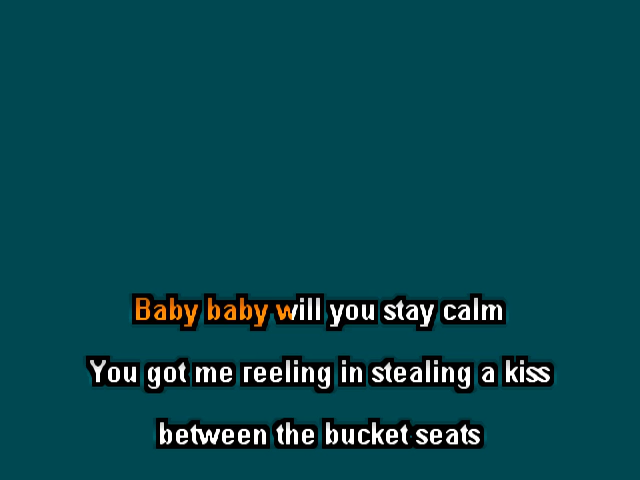 Baby baby will you stay calm
You got me reeling in stealing a kiss
between the bucket seats